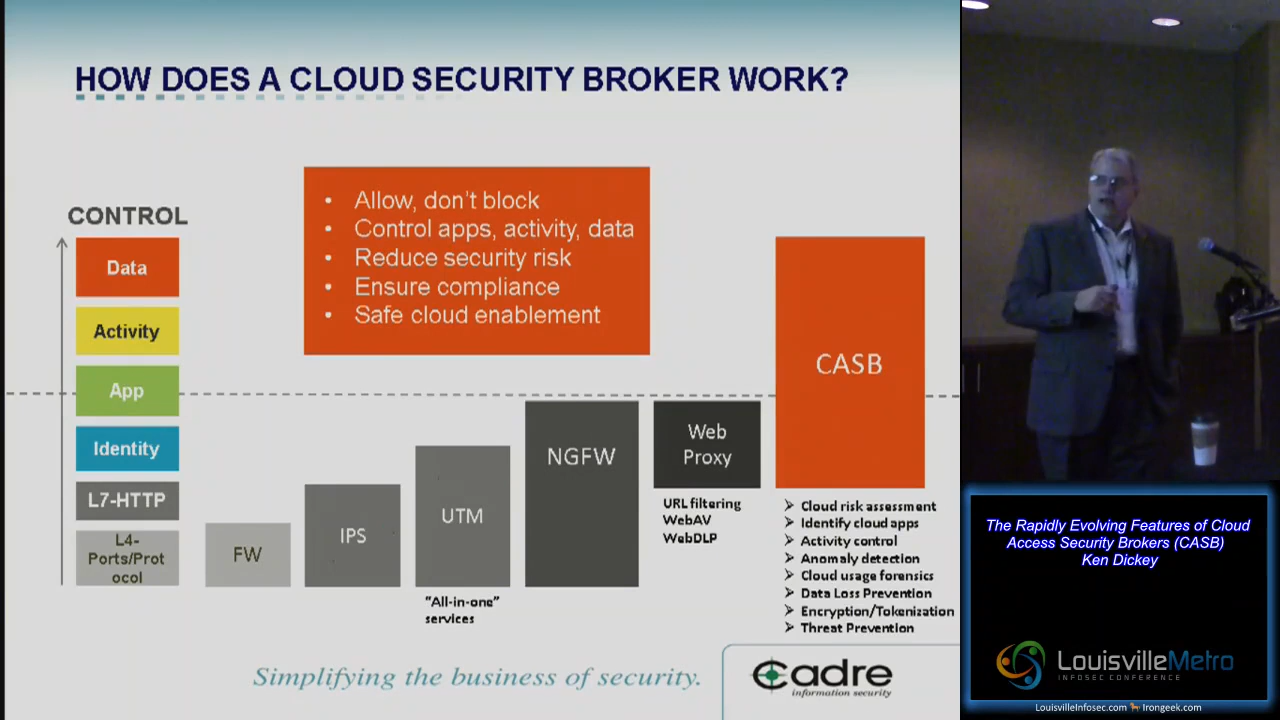 HOW DOES A CLOUD SECURITY BROKER WORK?
• Allow, don't block
• Control apps, activity, data
• Reduce security risk
• Ensure compliance
• Safe cloud enablement
CONTROL
Data
Activity
App
Identity
L7-HTTP
L4-
Ports/Prot
ocol
FW
IPS
UTM
"All-in-one"
services
NGFW
Web
Proxy
URL filtering
WebAV
WebDLP
CASB
➢ Cloud risk assessment
➢ Identify cloud apps
➢ Activity control
➢ Anomaly detection
➢ Cloud usage forensics
➢ Data Loss Prevention
➢ Encryption/Tokenization
➢ Threat Prevention
Simplifying the business of security.
Cadre
information security
The Rapidly Evolving Features of Cloud
Access Security Brokers (CASB)
Ken Dickey
LouisvilleMetro
INFOSEC CONFERENCE
LouisvilleInfosec.com Irongeek.com